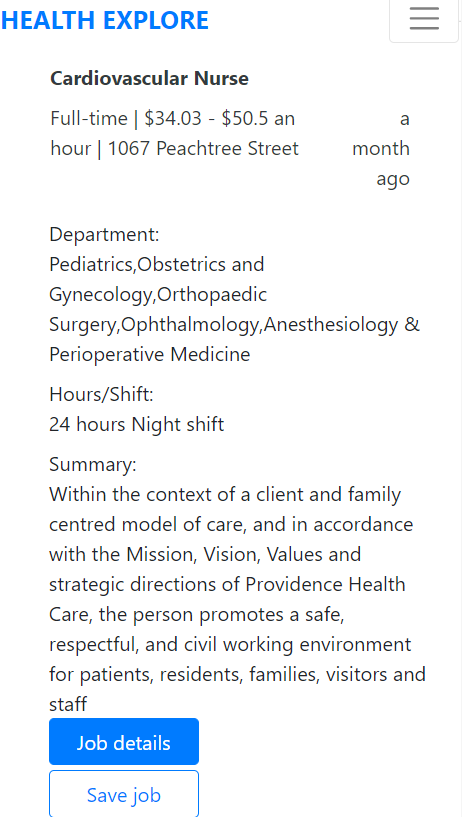 HEALTH EXPLORE
Cardiovascular Nurse
Full-time | $34.03 - $50.5 an
hour | 1067 Peachtree Street
a
month
ago
Department:
Pediatrics,Obstetrics and
Gynecology,Orthopaedic
Surgery,Ophthalmology,Anesthesiology &
Perioperative Medicine
Hours/Shift:
24 hours Night shift
Summary:
Within the context of a client and family
centred model of care, and in accordance
with the Mission, Vision, Values and
strategic directions of Providence Health
Care, the person promotes a safe,
respectful, and civil working environment
for patients, residents, families, visitors and
staff
Job details
Save job